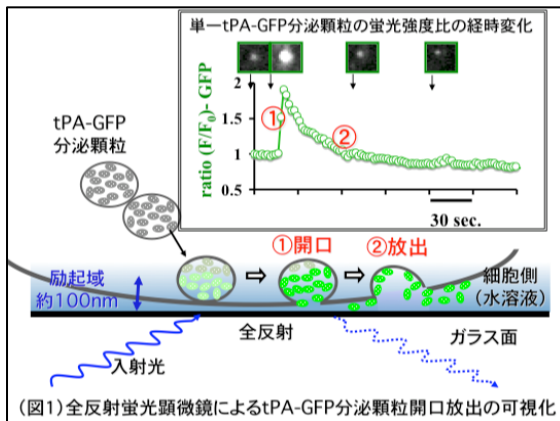 単一tPA-GFP分泌顆粒の蛍光強度比の経時変化
ratio (F/F₀)- GFP
2
1.5
1
0.5
①
②
30 sec.
tPA-GFP
分泌顆粒
①開口
②放出
励起域
約100nm
細胞側
(水溶液)
全反射
ガラス面
入射光
(図1)全反射蛍光顕微鏡によるtPA-GFP分泌顆粒開口放出の可視化